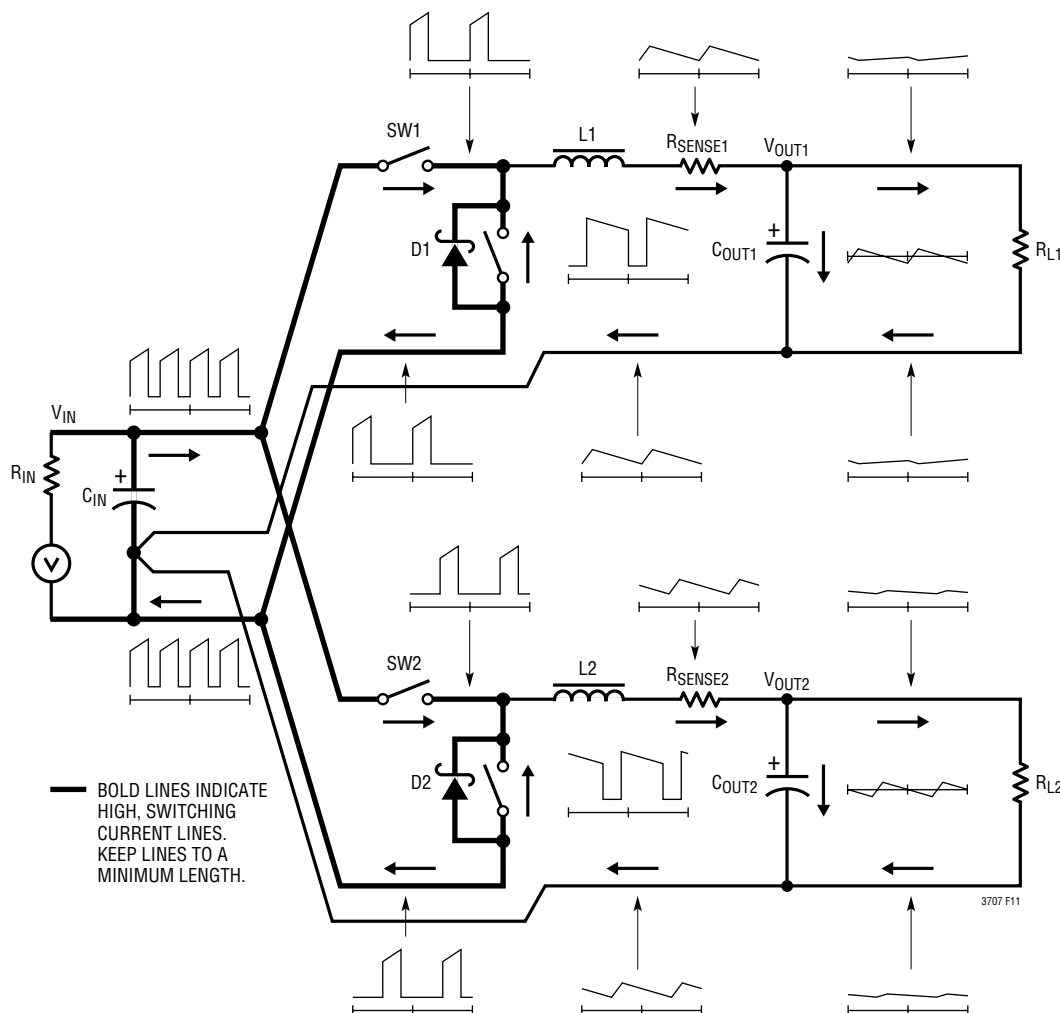 SW1
L1
RSENSE1
VOUT1
D1
COUT1
+
RL1
VIN
RIN
CIN
+
V
SW2
L2
RSENSE2
VOUT2
D2
COUT2
+
RL2
BOLD LINES INDICATE
HIGH, SWITCHING
CURRENT LINES.
KEEP LINES TO A
MINIMUM LENGTH.
3707 F11